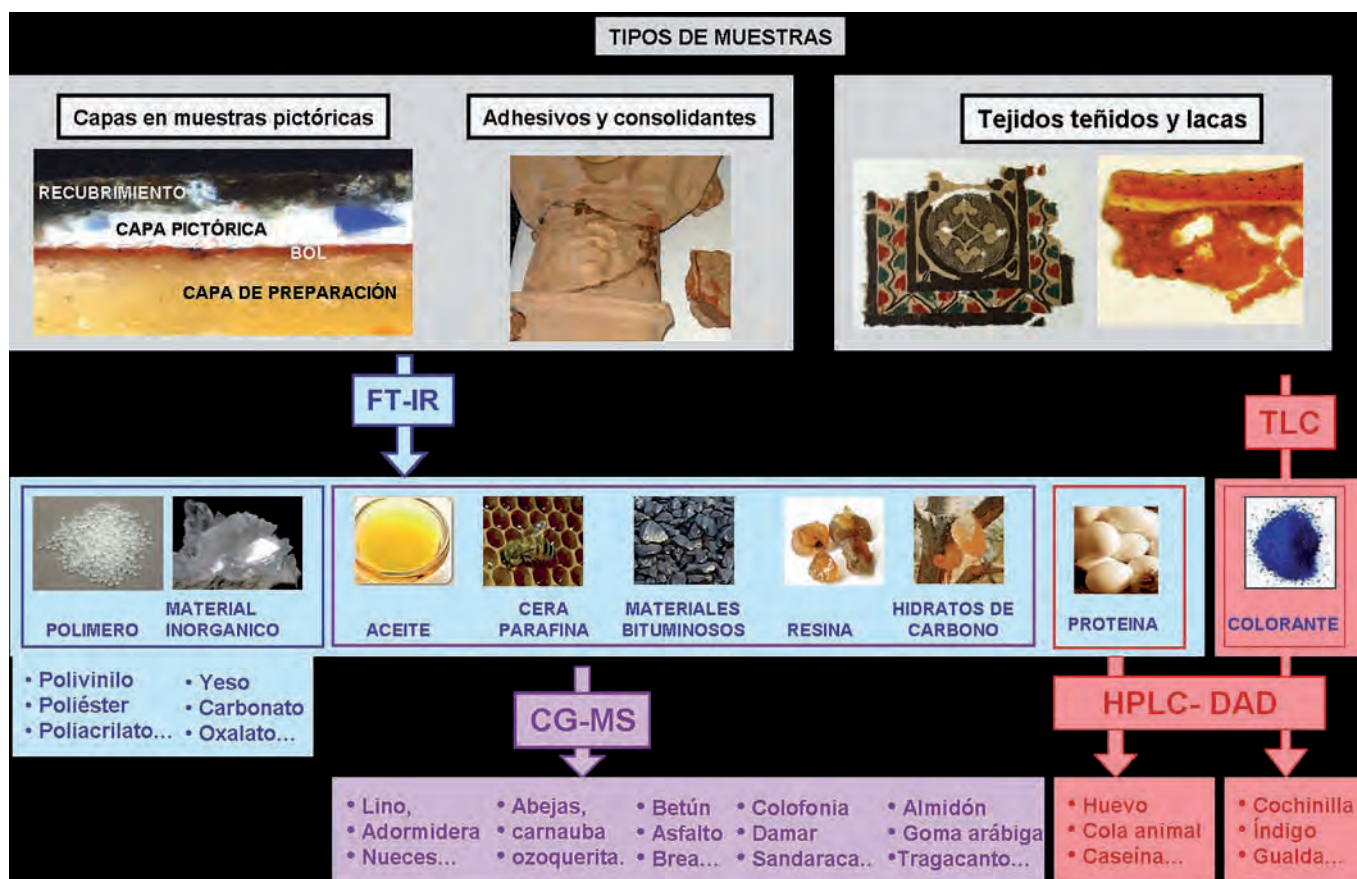 TIPOS DE MUESTRAS
Capas en muestras pictóricas
RECUBRIMIENTO
CAPA PICTÓRICA
BOL
CAPA DE PREPARACIÓN
Adhesivos y consolidantes
Tejidos teñidos y lacas
FT-IR
TLC
POLIMERO
MATERIAL
INORGANICO
ACEITE
CERA
PARAFINA
MATERIALES
BITUMINOSOS
RESINA
HIDRATOS DE
CARBONO
PROTEINA
COLORANTE
• Polivinilo
• Poliéster
• Poliacrilato...
• Yeso
• Carbonato
• Oxalato...
CG-MS
HPLC- DAD
• Lino,
• Adormidera
• Nueces...
• Abejas,
• carnauba
• ozoquerita.
• Betún
• Asfalto
• Brea...
• Colofonia
• Damar
• Sandaraca..
• Almidón
• Goma arábiga
• Tragacanto...
• Huevo
• Cola animal
• Caseína...
• Cochinilla
• Índigo
• Gualda...